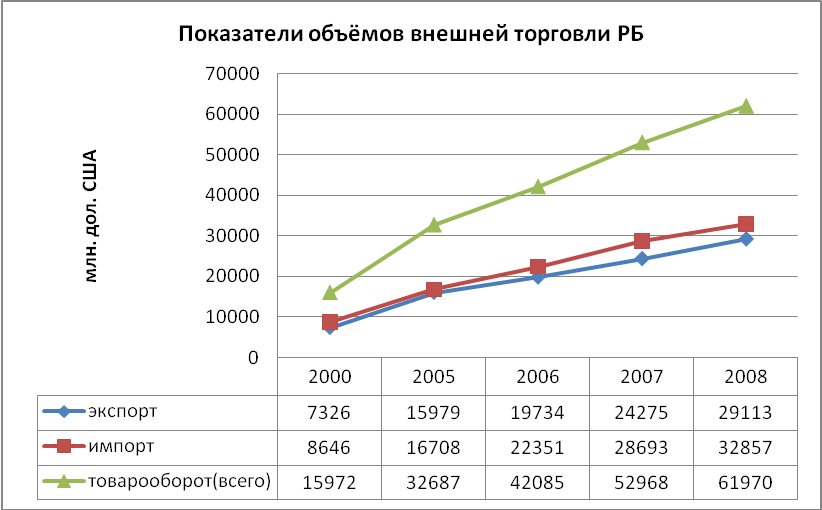 Показатели объёмов внешней торговли РБ
млн. дол. США
70000
60000
50000
40000
30000
20000
10000
0
2000 2005 2006 2007 2008
экспорт 7326 15979 19734 24275 29113
импорт 8646 16708 22351 28693 32857
товарооборот(всего) 15972 32687 42085 52968 61970